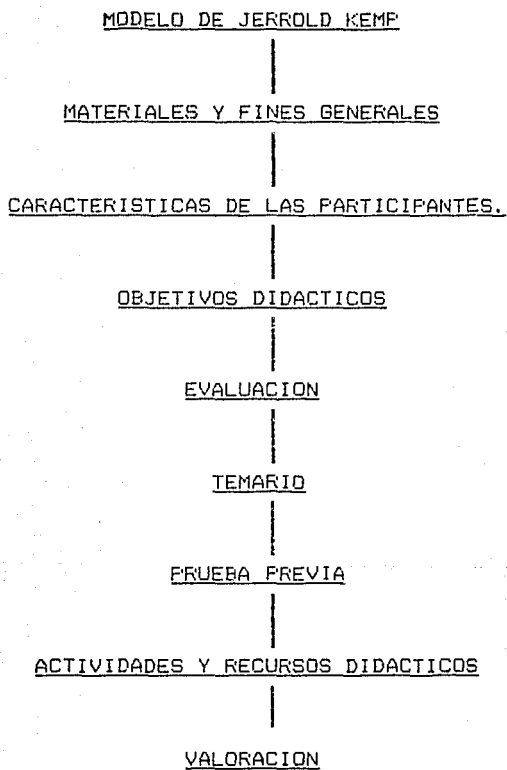 MODELO DE JERROLD KEMP
MATERIALES Y FINES GENERALES
CARACTERISTICAS DE LAS PARTICIPANTES.
OBJETIVOS DIDACTICOS
EVALUACION
TEMARIO
PRUEBA PREVIA
ACTIVIDADES Y RECURSOS DIDACTICOS
VALORACION